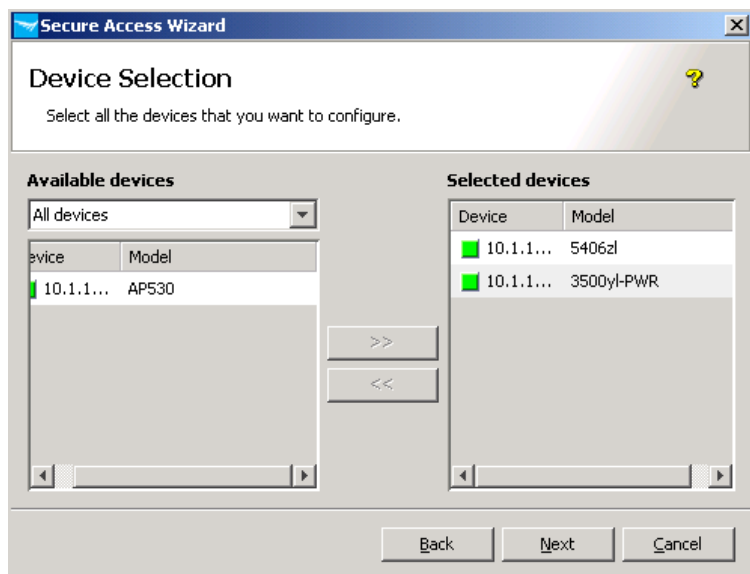 Secure Access Wizard
Device Selection
Select all the devices that you want to configure.
Available devices
All devices
evice Model
10.1.1... AP530
>>
<<
Selected devices
Device Model
10.1.1... 5406zl
10.1.1... 3500yl-PWR
Back Next Cancel